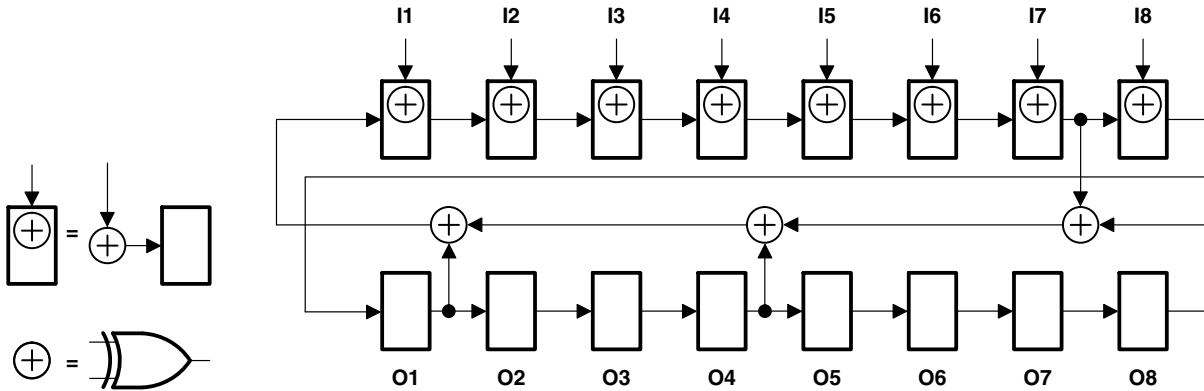 I1 I2 I3 I4 I5 I6 I7 I8
=
=
O1 O2 O3 O4 O5 O6 O7 O8